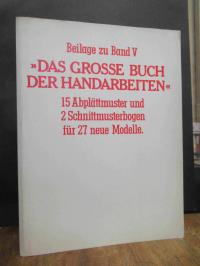 Beilage zu Band V
»DAS GROSSE BUCH
DER HANDARBEITEN«
15 Abplättmuster und
2 Schnittmusterbogen
für 27 neue Modelle.